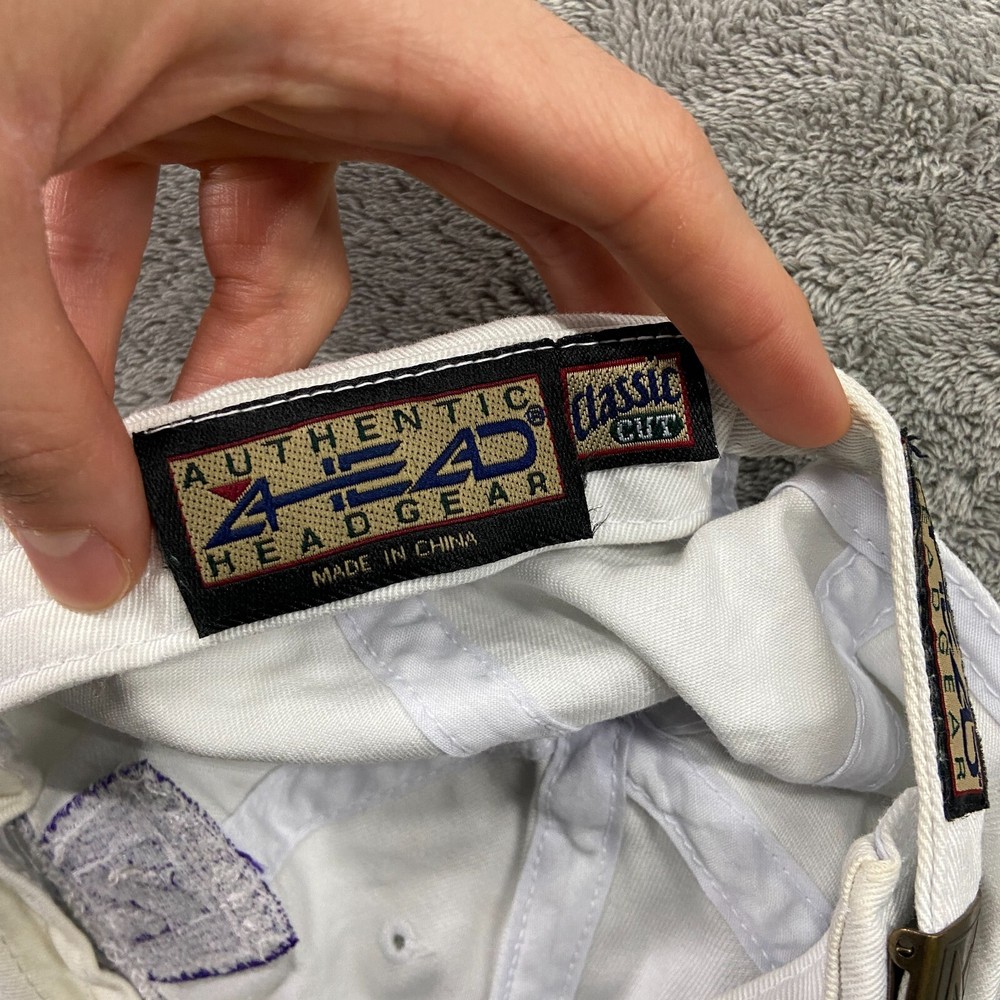 AUTHENTIC
AHEAD®
HEADGEAR
MADE IN CHINA
Classic
CUT
HEADGEAR